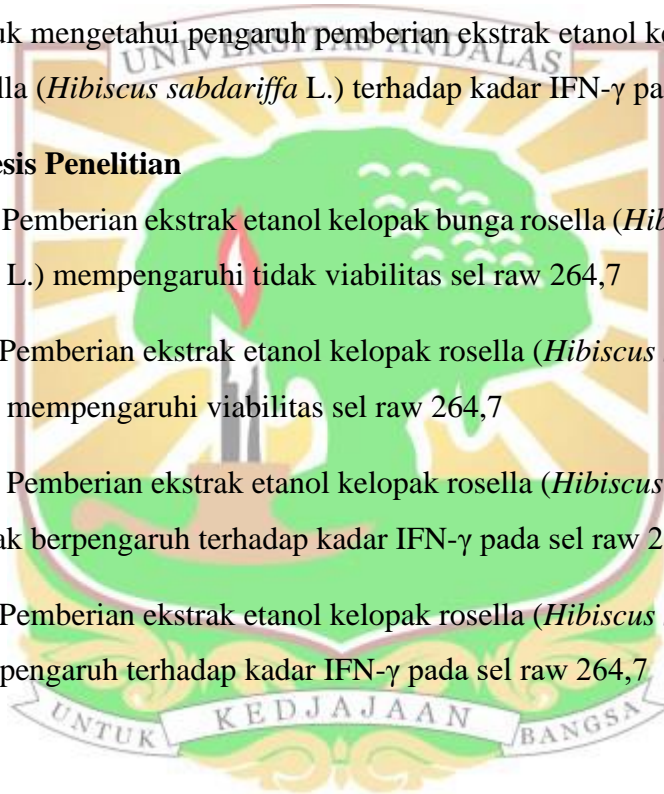 uk mengetahui pengaruh pemberian ekstrak etanol ke
UNIVERSITAS ANDALAS
lla (Hibiscus sabdariffa L.) terhadap kadar IFN-γ pa
esis Penelitian
Pemberian ekstrak etanol kelopak bunga rosella (Hib
L.) mempengaruhi tidak viabilitas sel raw 264,7
Pemberian ekstrak etanol kelopak rosella (Hibiscus
mempengaruhi viabilitas sel raw 264,7
Pemberian ekstrak etanol kelopak rosella (Hibiscus
ak berpengaruh terhadap kadar IFN-γ pada sel raw 2
Pemberian ekstrak etanol kelopak rosella (Hibiscus
pengaruh terhadap kadar IFN-γ pada sel raw 264,7
UNTUK KEDJAJAAN BANGSA